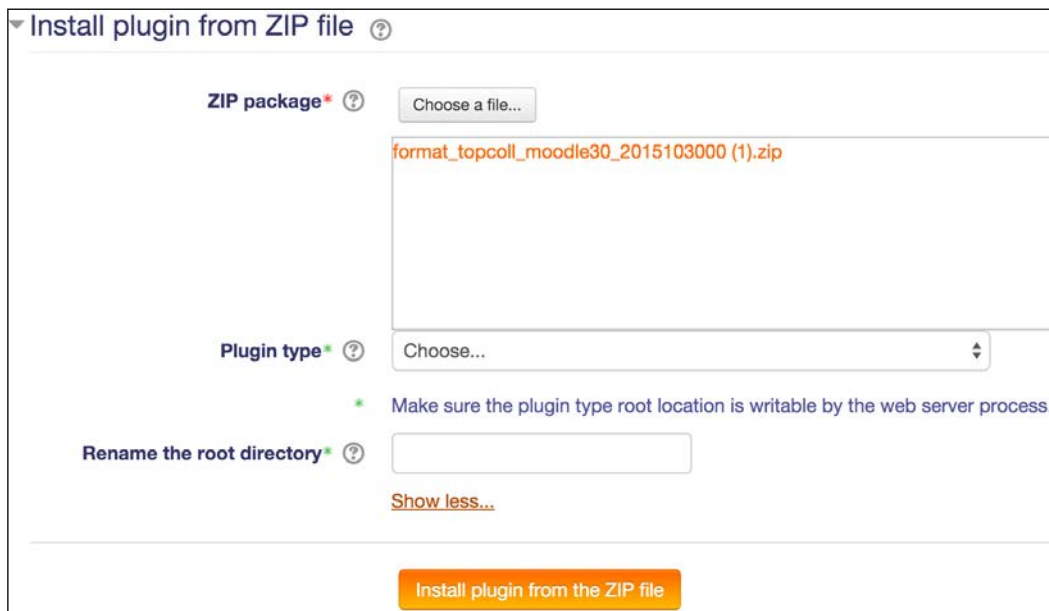 Install plugin from ZIP file
ZIP package* Choose a file...
format_topcoll_moodle30_2015103000 (1).zip
Plugin type* Choose...
* Make sure the plugin type root location is writable by the web server process
Rename the root directory*
Show less...
Install plugin from the ZIP file